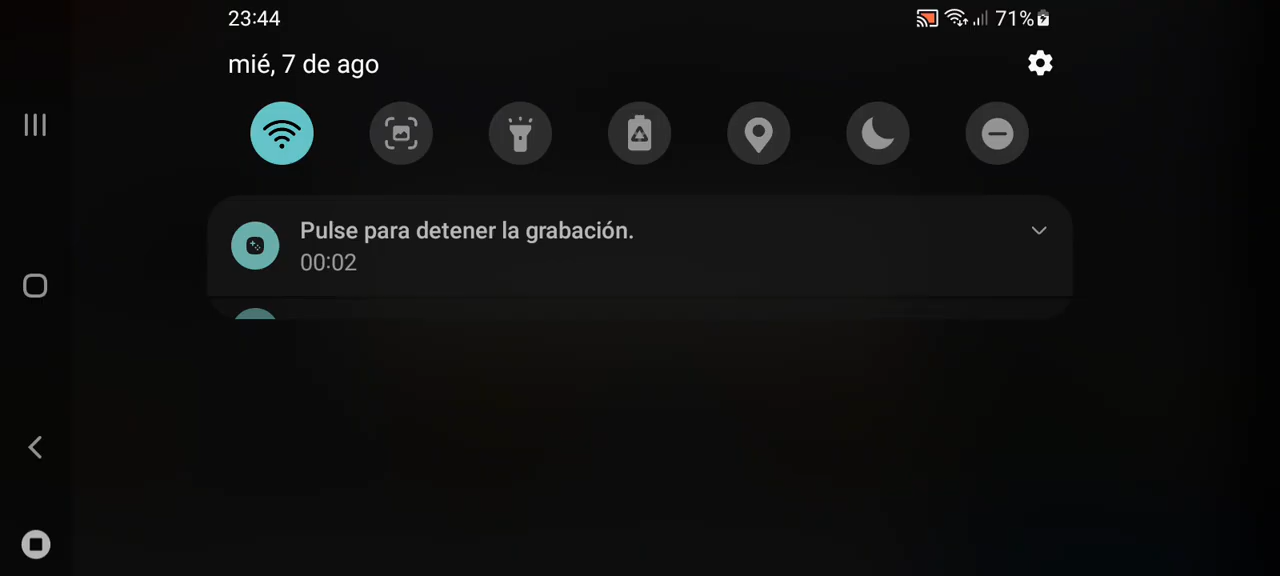 23:44
71%
mié, 7 de ago
Pulse para detener la grabación.
00:02